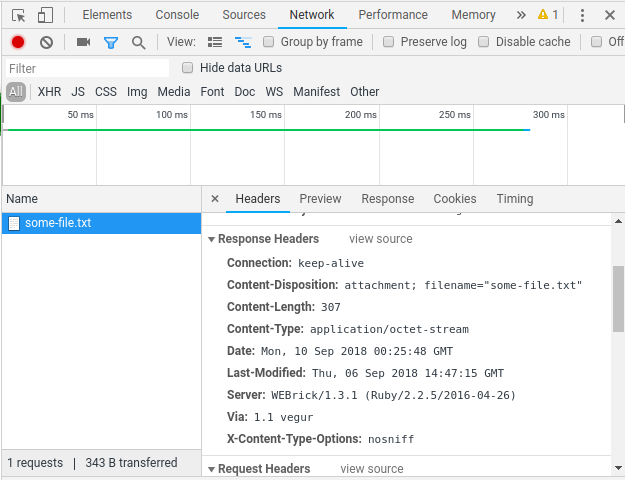 Elements Console Sources Network Performance Memory » 1
View: Group by frame Preserve log Disable cache Off
Filter Hide data URLs
All XHR JS CSS Img Media Font Doc WS Manifest Other
50 ms 100 ms 150 ms 200 ms 250 ms 300 ms
Name × Headers Preview Response Cookies Timing
some-file.txt
Response Headers view source
Connection: keep-alive
Content-Disposition: attachment; filename="some-file.txt"
Content-Length: 307
Content-Type: application/octet-stream
Date: Mon, 10 Sep 2018 00:25:48 GMT
Last-Modified: Thu, 06 Sep 2018 14:47:15 GMT
Server: WEBrick/1.3.1 (Ruby/2.2.5/2016-04-26)
Via: 1.1 vegur
X-Content-Type-Options: nosniff
1 requests | 343 B transferred
Request Headers view source